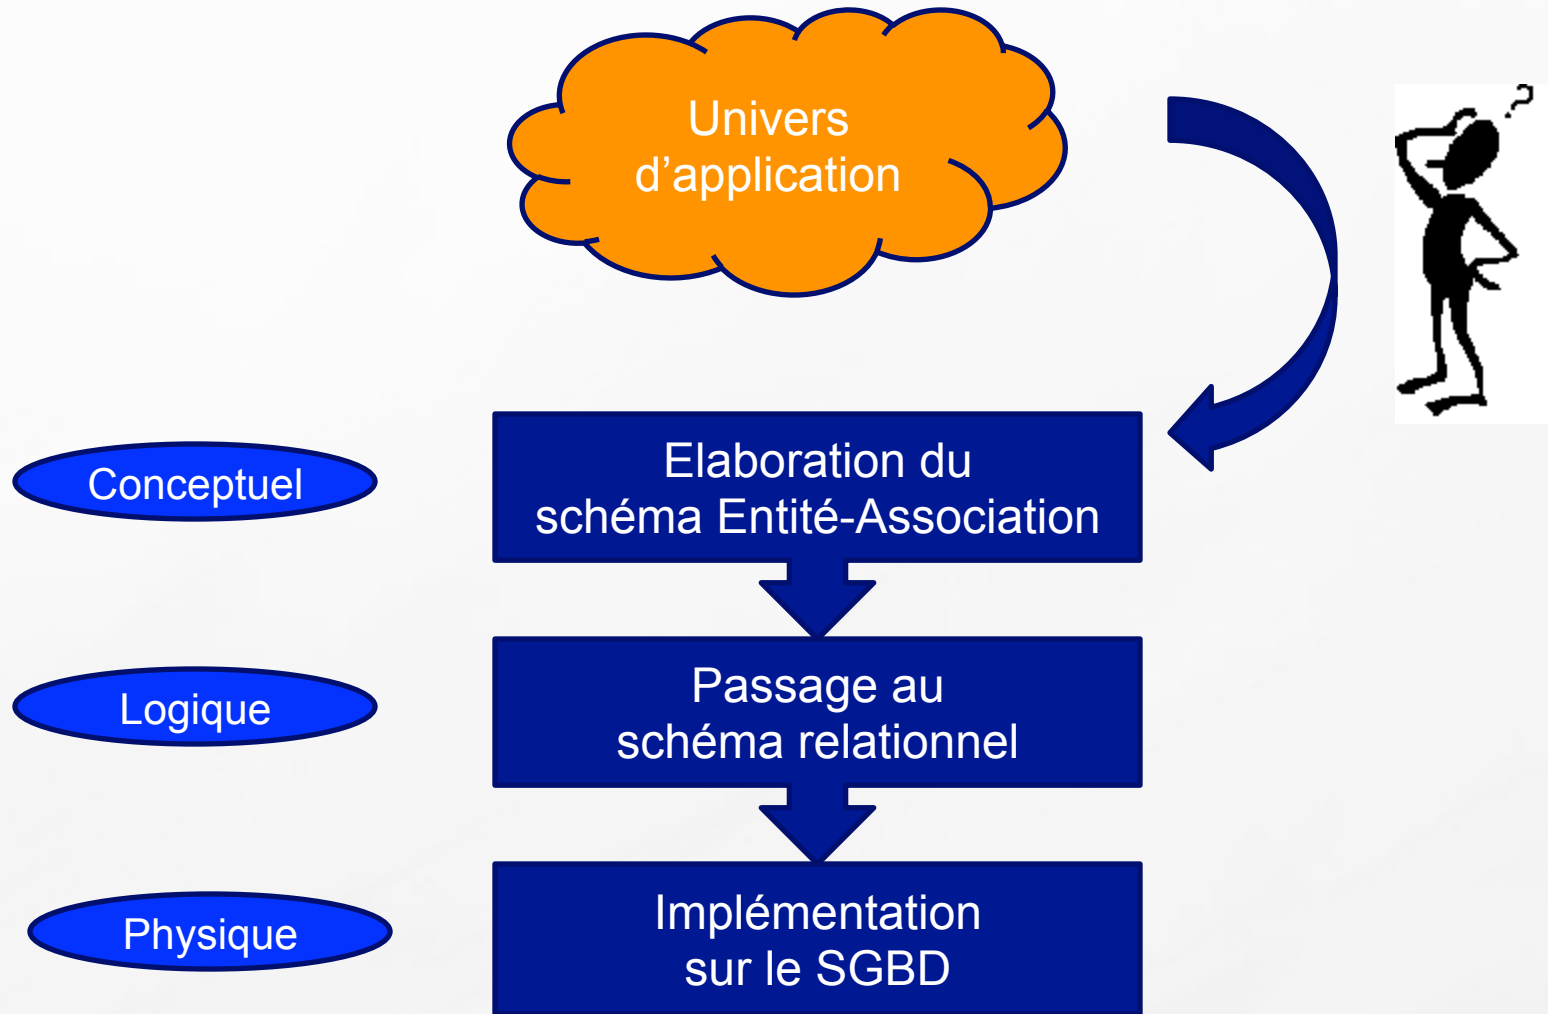 Univers
d’application
?
Conceptuel
Elaboration du
schéma Entité-Association
Logique
Passage au
schéma relationnel
Physique
Implémentation
sur le SGBD